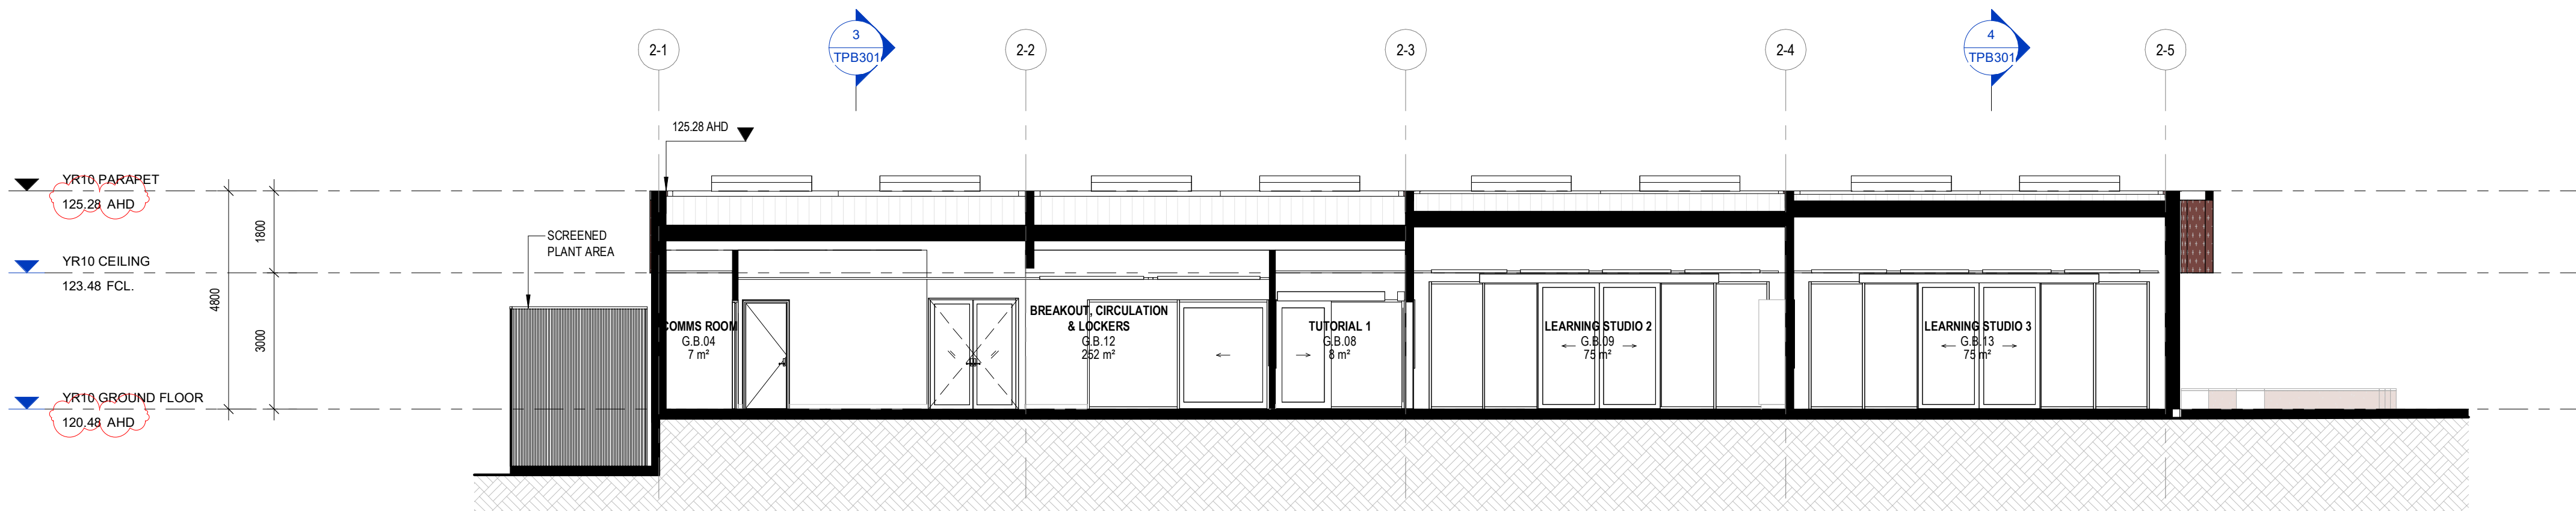 2-1
3
TPB301
2-2
2-3
2-4
4
TPB301
2-5
125.28 AHD
YR10 PARAPET
125.28 AHD
1800
SCREENED
PLANT AREA
YR10 CEILING
123.48 FCL.
4800
3000
COMMS ROOM
G.B.04
7 m²
BREAKOUT, CIRCULATION
& LOCKERS
G.B.12
252 m²
TUTORIAL 1
G.B.08
8 m²
LEARNING STUDIO 2
G.B.09
75 m²
LEARNING STUDIO 3
G.B.13
75 m²
YR10 GROUND FLOOR
120.48 AHD